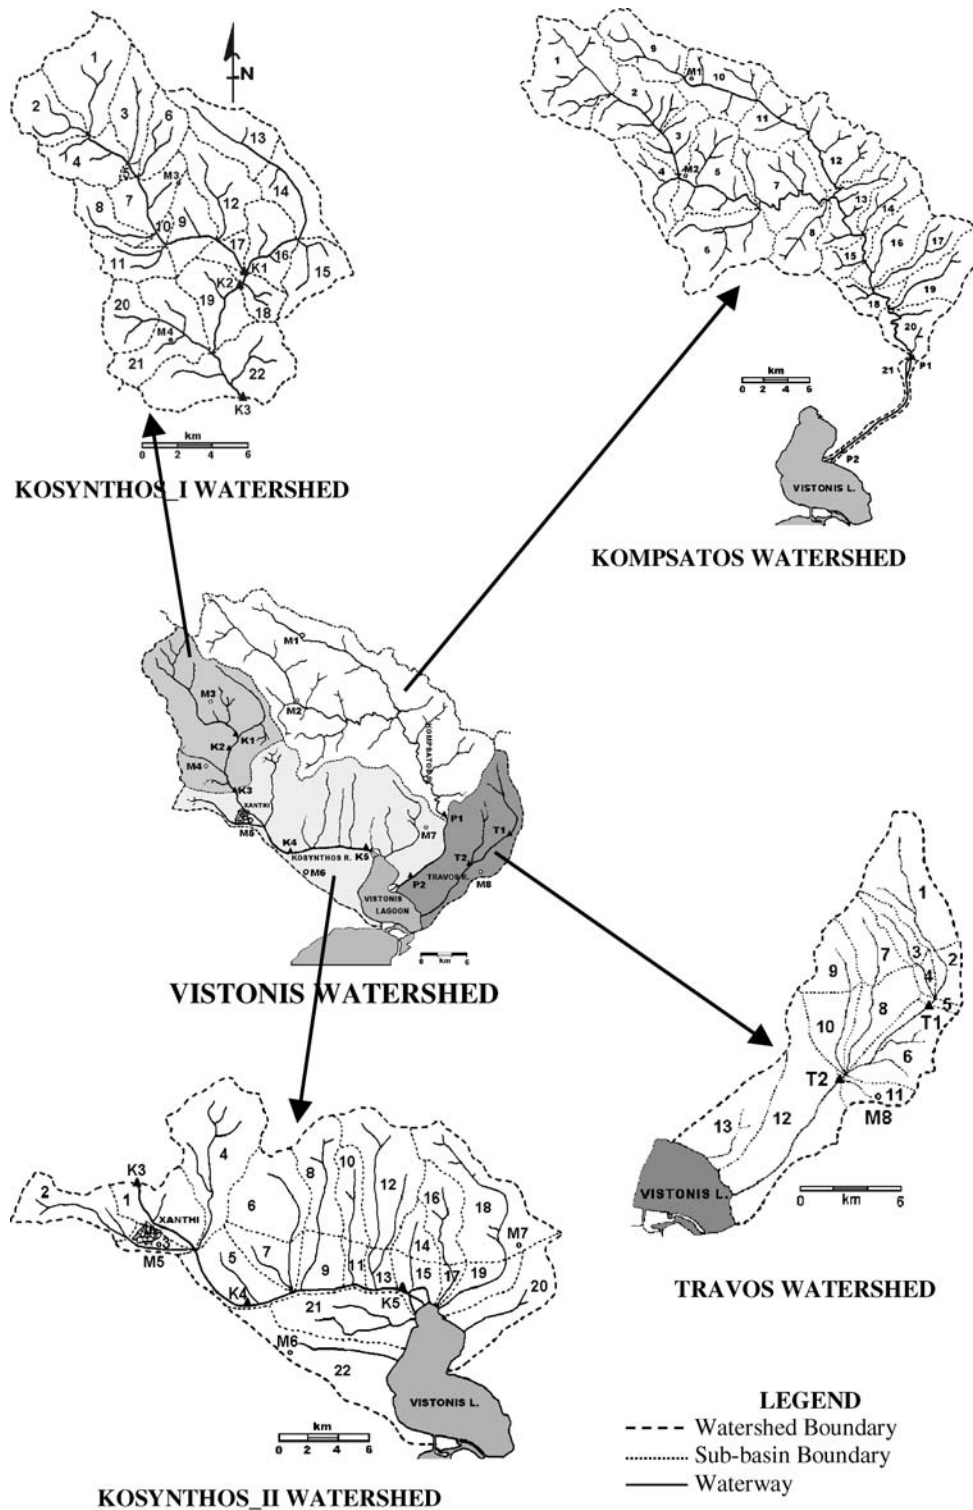 N
1
2
3
6
13
4
5
M3
14
7
12
8
10
9
17
11
16
K1
15
K2
20
19
18
M4
21
22
K3
km
0 2 4 6
KOSYNTHOS_I WATERSHED
9
1
M1
10
2
11
3
12
4
M2
5
7
13
14
6
8
16
17
15
19
18
20
21
P1
km
0 2 4 6
P2
VISTONIS L.
KOMPSATOS WATERSHED
M1
M3
M2
K1
K2
M4
K3
XANTHI
M5
K4
KOSYNTHOS R.
K5
M6
M7
P1
T1
T2
P2
TRAVOS R.
M8
VISTONIS
LAGOON
0 km 6
VISTONIS WATERSHED
1
7
3
2
9
4
8
5
10
T1
6
T2
11
M8
13
12
VISTONIS L.
0 km 6
TRAVOS WATERSHED
4
K3
8
10
12
2
1
6
16
18
XANTHI
3
M5
14
M7
5
7
9
11
13
15
17
19
20
K4
K5
21
M6
22
km
0 2 4 6
VISTONIS L.
KOSYNTHOS_II WATERSHED
LEGEND
Watershed Boundary
Sub-basin Boundary
Waterway